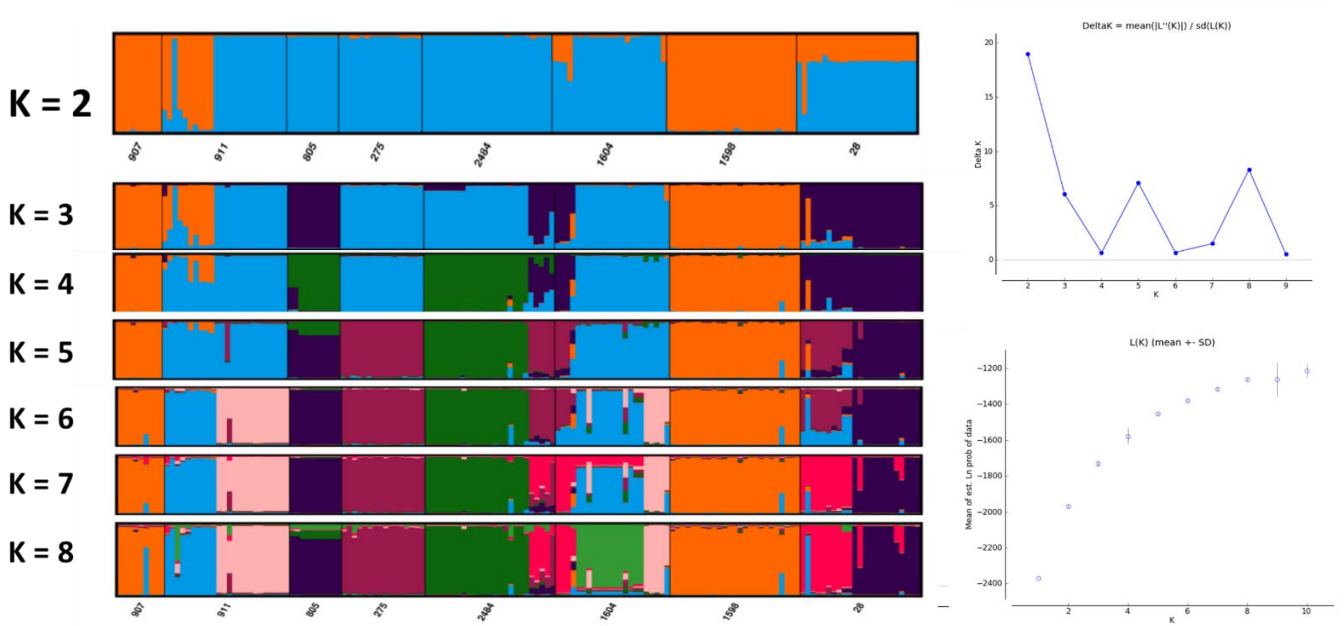 K = 2
907 911 805 275 2484 1604 1598 28
K = 3
K = 4
K = 5
K = 6
K = 7
K = 8
907 911 805 275 2484 1604 1598 28
DeltaK = mean(|L''(K)|) / sd(L(K))
20
15
10
5
0
Delta K
2 3 4 5 6 7 8 9
K
L(K) (mean +- SD)
−1200
−1400
−1600
−1800
−2000
−2200
−2400
Mean of est. Ln prob of data
2 4 6 8 10
K